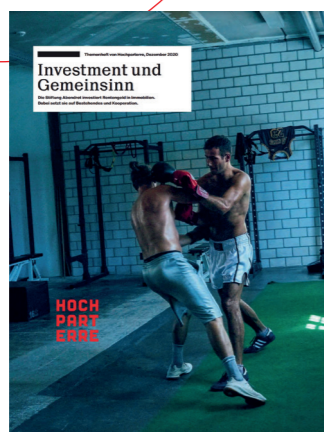 Themenheft von Hochparterre, Dezember 2020
Investment und
Gemeinsinn
Die Stiftung Abendrot investiert Rentengeld in Immobilien.
Dabei setzt sie auf Bestehendes und Kooperation.
HOCH
PART
ERRE